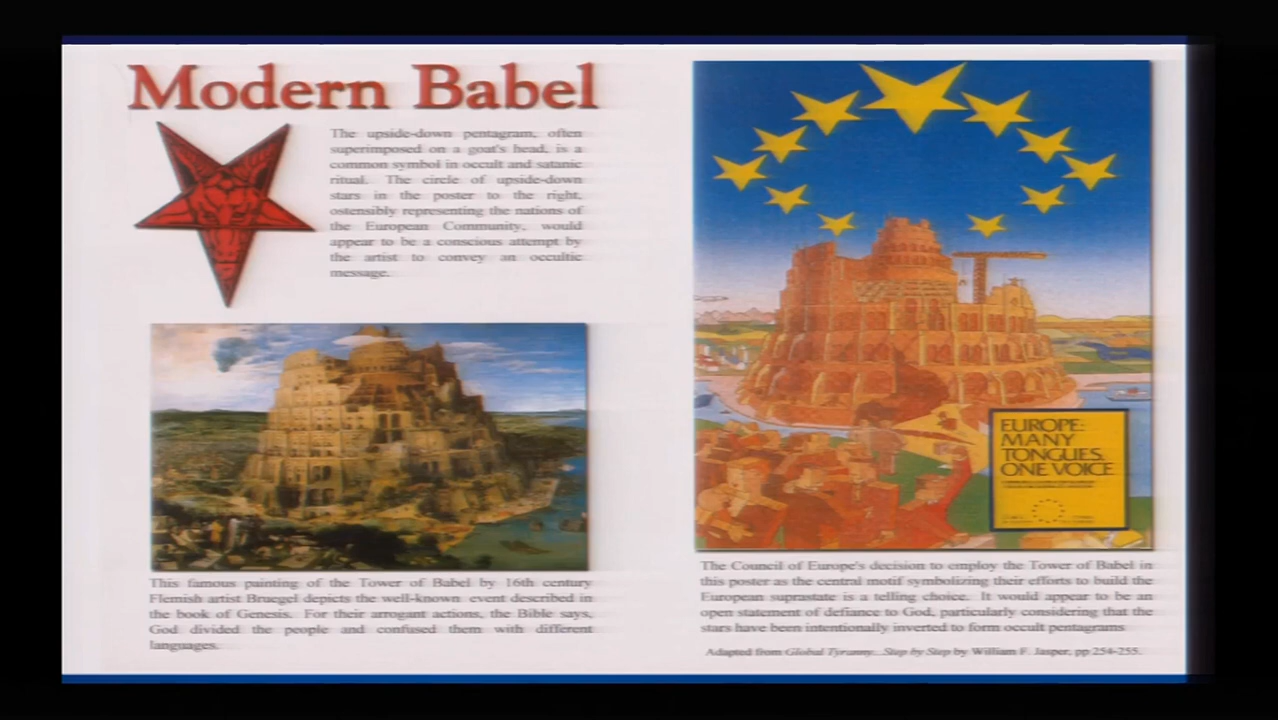 Modern Babel
The upside-down pentagram, often
superimposed on a goat's head, is a
common symbol in occult and satanic
ritual. The circle of upside-down
stars in the poster to the right,
ostensibly representing the nations of
the European Community, would
appear to be a conscious attempt by
the artist to convey an occultic
message.
This famous painting of the Tower of Babel by 16th century
Flemish artist Bruegel depicts the well-known event described in
the book of Genesis. For their arrogant actions, the Bible says,
God divided the people and confused them with different
languages.
EUROPE:
MANY
TONGUES,
ONE VOICE
The Council of Europe's decision to employ the Tower of Babel in
this poster as the central motif symbolizing their efforts to build the
European suprastate is a telling choice. It would appear to be an
open statement of defiance to God, particularly considering that the
stars have been intentionally inverted to form occult pentagrams
Adapted from Global Tyranny...Step by Step by William F. Jasper, pp 254-255.